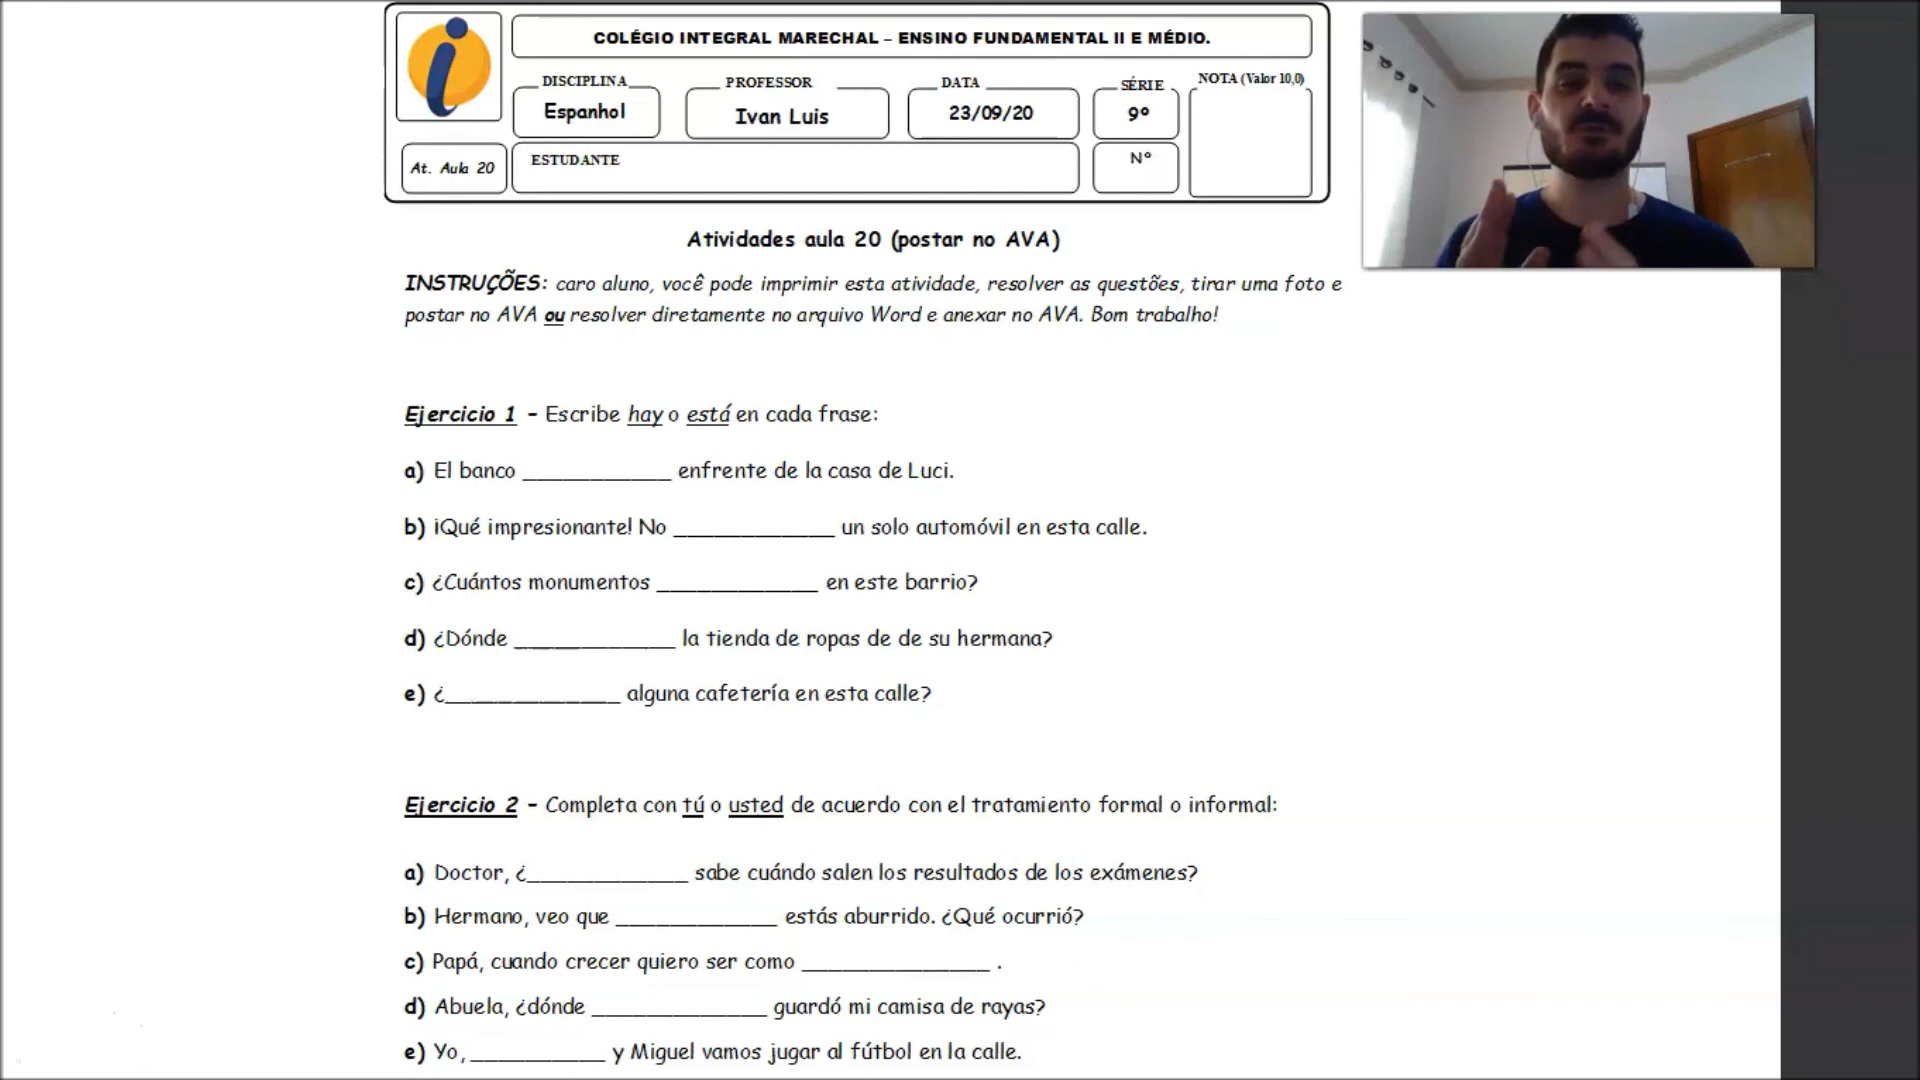 COLÉGIO INTEGRAL MARECHAL – ENSINO FUNDAMENTAL II E MÉDIO.
DISCIPLINA
Espanhol
PROFESSOR
Ivan Luis
DATA
23/09/20
SÉRIE
9º
NOTA (Valor 10,0)
At. Aula 20
ESTUDANTE
Nº
Atividades aula 20 (postar no AVA)
INSTRUÇÕES: caro aluno, você pode imprimir esta atividade, resolver as questões, tirar uma foto e
postar no AVA ou resolver diretamente no arquivo Word e anexar no AVA. Bom trabalho!
Ejercicio 1 – Escribe hay o está en cada frase:
a) El banco ___________ enfrente de la casa de Luci.
b) ¡Qué impresionante! No ____________ un solo automóvil en esta calle.
c) ¿Cuántos monumentos ____________ en este barrio?
d) ¿Dónde ____________ la tienda de ropas de de su hermana?
e) ¿_____________ alguna cafetería en esta calle?
Ejercicio 2 – Completa con tú o usted de acuerdo con el tratamiento formal o informal:
a) Doctor, ¿____________ sabe cuándo salen los resultados de los exámenes?
b) Hermano, veo que ____________ estás aburrido. ¿Qué ocurrió?
c) Papá, cuando crecer quiero ser como ______________ .
d) Abuela, ¿dónde _____________ guardó mi camisa de rayas?
e) Yo, __________ y Miguel vamos jugar al fútbol en la calle.